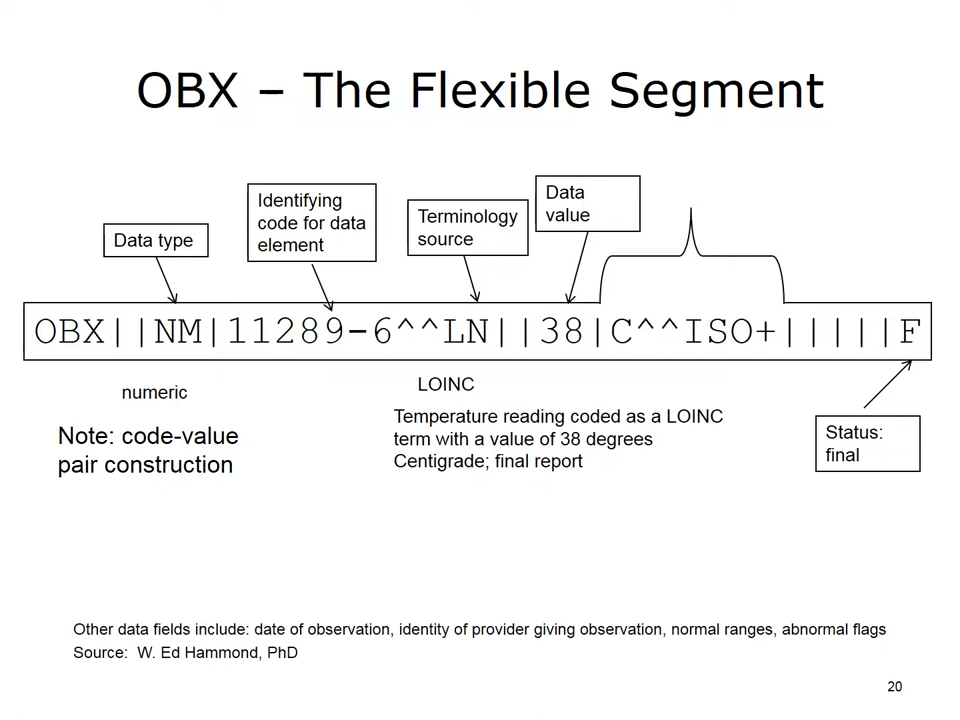 OBX – The Flexible Segment
Data type
Identifying
code for data
element
Terminology
source
Data
value
OBX||NM|11289-6^^LN||38|C^^ISO+|||||F
numeric
LOINC
Note: code-value
pair construction
Temperature reading coded as a LOINC
term with a value of 38 degrees
Centigrade; final report
Status:
final
Other data fields include: date of observation, identity of provider giving observation, normal ranges, abnormal flags
Source:  W. Ed Hammond, PhD
20